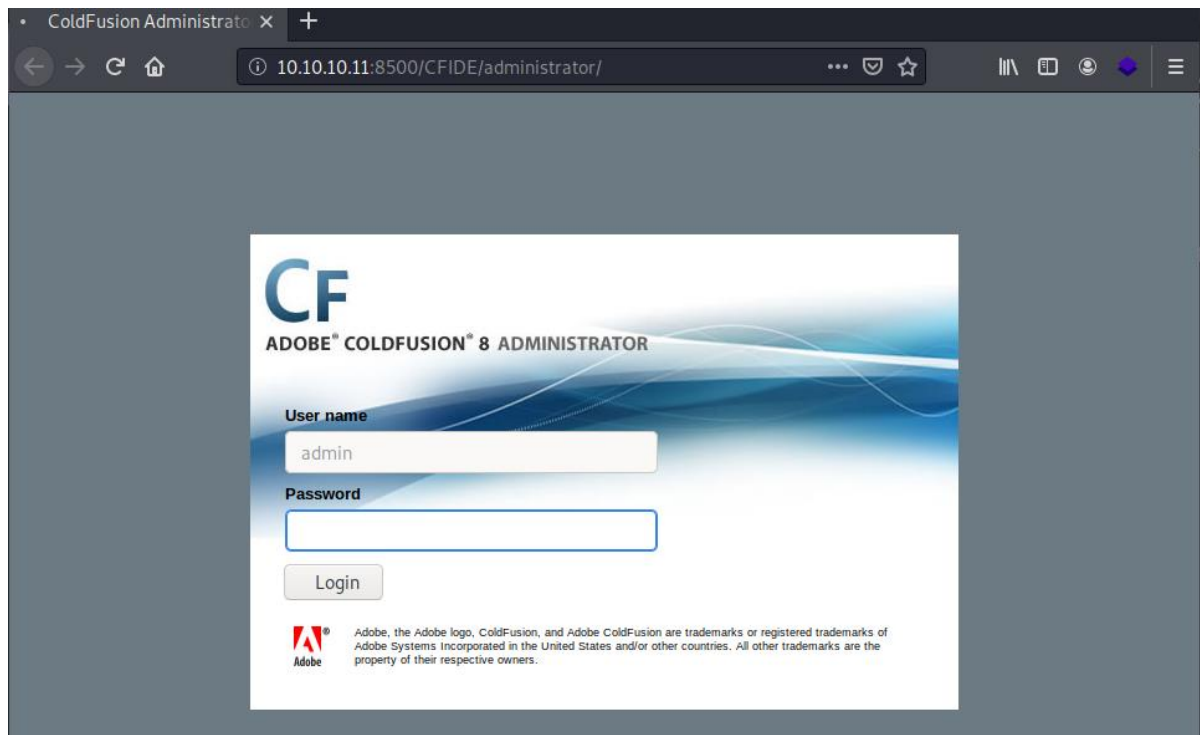 ColdFusion Administrato
10.10.10.11:8500/CFIDE/administrator/
CF
ADOBE® COLDFUSION® 8 ADMINISTRATOR
User name
admin
Password
Login
Adobe, the Adobe logo, ColdFusion, and Adobe ColdFusion are trademarks or registered trademarks of
Adobe Systems Incorporated in the United States and/or other countries. All other trademarks are the
property of their respective owners.
Adobe